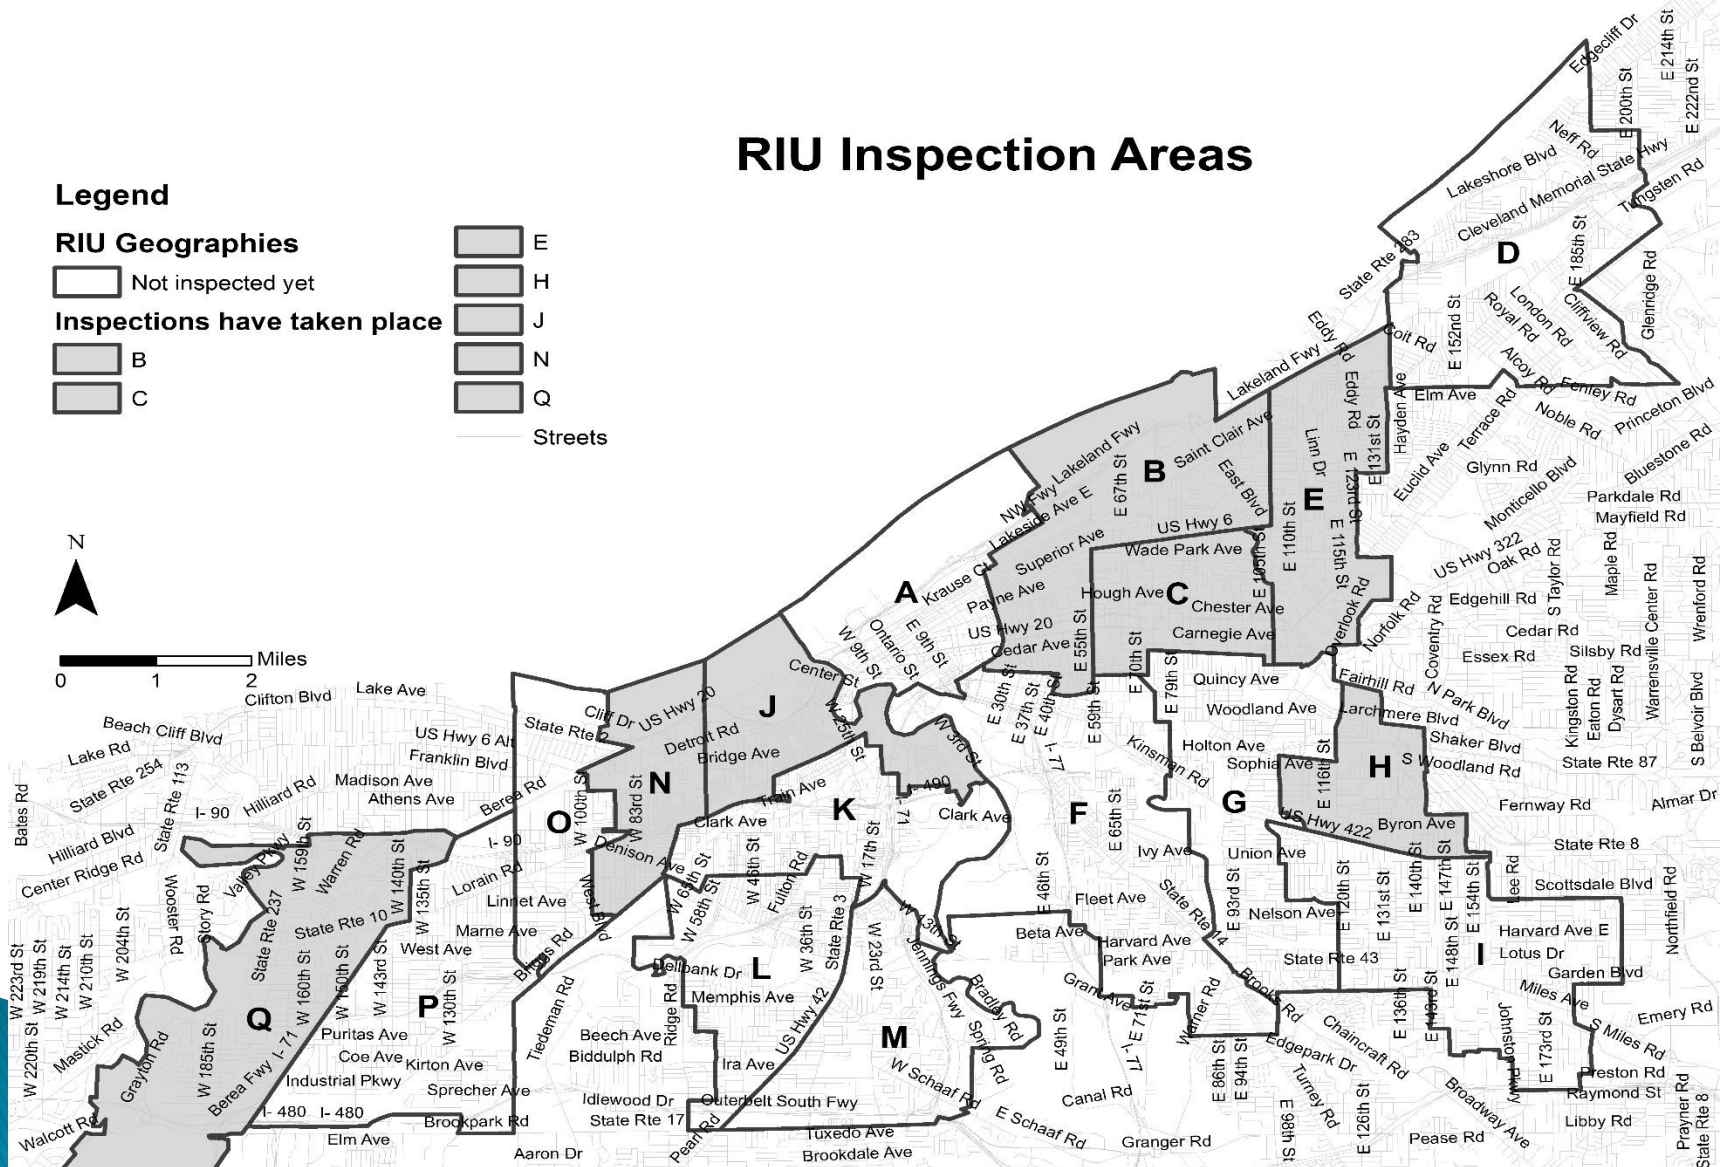 RIU Inspection Areas
Legend
RIU Geographies
Not inspected yet
Inspections have taken place
B
C
E
H
J
N
Q
Streets
N
Miles
0 1 2
Edgecliff Dr
E 214th St
E 200th St
E 222nd St
Neff Rd
Lakeshore Blvd
Cleveland Memorial State Hwy
Tungsten Rd
State Rte 283
D
E 185th St
Glenridge Rd
London Rd
Royal Rd
Cliffview Rd
E 152nd St
Eddy Rd
Coit Rd
Lakeland Fwy
Alcoy Rd
Fenley Rd
Elm Ave
Hayden Ave
Eddy Rd
Terrace Rd
Noble Rd
Princeton Blvd
Bluestone Rd
Saint Clair Ave
Lakeland Fwy
Linn Dr
E 131st St
Euclid Ave
Glynn Rd
Monticello Blvd
B
E 67th St
East Blvd
E
E 123rd St
NW Fwy
Lakeside Ave E
Parkdale Rd
Mayfield Rd
US Hwy 6
Superior Ave
Wade Park Ave
E 105th St
E 110th St
E 115th St
US Hwy 322
Oak Rd
S Taylor Rd
Maple Rd
Warrensville Center Rd
Wrenford Rd
A
Krause Ct
Payne Ave
Hough Ave
C
Chester Ave
Overlook Rd
Norfolk Rd
Edgehill Rd
Coventry Rd
Ontario St
E 9th St
W 9th St
US Hwy 20
Cedar Ave
E 55th St
Carnegie Ave
Cedar Rd
Essex Rd
Silsby Rd
Center St
E 30th St
E 37th St
E 40th St
E 59th St
E 70th St
E 79th St
Quincy Ave
Fairhill Rd
N Park Blvd
Kingston Rd
Eaton Rd
Dysart Rd
S Belvoir Blvd
Woodland Ave
Larchmere Blvd
Shaker Blvd
Clifton Blvd
Lake Ave
Cliff Dr
US Hwy 20
J
W 25th St
W 3rd St
I- 77
Kinsman Rd
Holton Ave
Sophia Ave
E 116th St
H
S Woodland Rd
State Rte 87
Beach Cliff Blvd
Lake Rd
State Rte 254
State Rte 113
US Hwy 6 Alt
Franklin Blvd
State Rte 2
Detroit Rd
Bridge Ave
N
Madison Ave
Athens Ave
Hilliard Rd
Berea Rd
W 100th St
W 83rd St
Train Ave
K
I- 490
I- 71
Clark Ave
Clark Ave
F
E 65th St
G
US Hwy 422
Byron Ave
Fernway Rd
Almar Dr
State Rte 8
Bates Rd
I- 90
Hilliard Blvd
Center Ridge Rd
O
I- 90
Denison Ave
Valley Pkwy
W 159th St
Warren Rd
W 140th St
W 135th St
Lorain Rd
Linnet Ave
West Blvd
W 65th St
W 58th St
W 46th St
Fulton Rd
W 17th St
Ivy Ave
Union Ave
Wooster Rd
Story Rd
State Rte 237
State Rte 10
Marne Ave
West Ave
Briggs Rd
W 36th St
State Rte 3
W 23rd St
W 13th St
Jennings Fwy
E 46th St
Fleet Ave
State Rte 14
E 93rd St
Nelson Ave
E 120th St
E 131st St
E 140th St
E 147th St
E 154th St
Lee Rd
Scottsdale Blvd
Northfield Rd
W 223rd St
W 219th St
W 214th St
W 210th St
W 204th St
Beta Ave
Harvard Ave
Park Ave
State Rte 43
E 148th St
I
Harvard Ave E
Lotus Dr
Garden Blvd
Q
W 160th St
W 150th St
W 143rd St
P
W 130th St
Dellbank Dr
L
Memphis Ave
US Hwy 42
M
Bradley Rd
Grant Ave
E 71st St
Warner Rd
Brooks Rd
E 136th St
E 143rd St
Miles Ave
S Miles Rd
Emery Rd
W 220th St
Mastick Rd
Grayton Rd
W 185th St
Berea Fwy
I- 71
Puritas Ave
Coe Ave
Kirton Ave
Tiedeman Rd
Beech Ave
Biddulph Rd
Ridge Rd
Ira Ave
Spring Rd
E 49th St
I- 77
E 86th St
E 94th St
Edgepark Dr
Chaincraft Rd
Johnston Pkwy
E 173rd St
Preston Rd
Raymond St
Walcott Rd
Industrial Pkwy
Sprecher Ave
I- 480
I- 480
Brookpark Rd
Idlewood Dr
State Rte 17
Outerbelt South Fwy
W Schaaf Rd
E Schaaf Rd
Canal Rd
Turney Rd
Broadway Ave
Libby Rd
Elm Ave
Aaron Dr
Pearl Rd
Tuxedo Ave
Brookdale Ave
Granger Rd
E 98th St
E 126th St
Pease Rd
Prayner Rd
State Rte 8